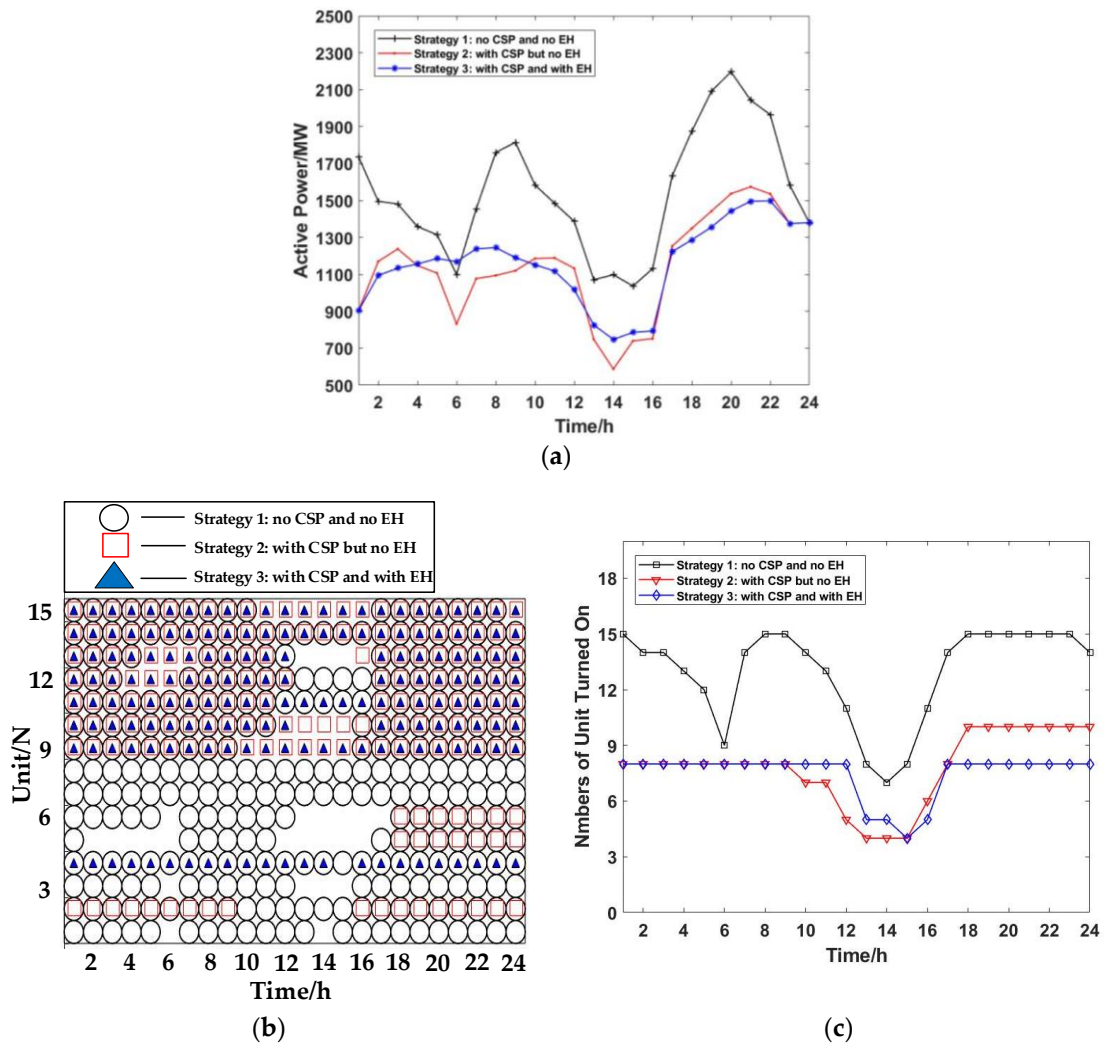 2500
2300
2100
1900
1700
1500
1300
1100
900
700
500
Active Power/MW
Strategy 1: no CSP and no EH
Strategy 2: with CSP but no EH
Strategy 3: with CSP and with EH
2 4 6 8 10 12 14 16 18 20 22 24
Time/h
(a)
Strategy 1: no CSP and no EH
Strategy 2: with CSP but no EH
Strategy 3: with CSP and with EH
15
12
9
6
3
Unit/N
2 4 6 8 10 12 14 16 18 20 22 24
Time/h
(b)
Strategy 1: no CSP and no EH
Strategy 2: with CSP but no EH
Strategy 3: with CSP and with EH
18
15
12
9
6
3
0
Nmbers of Unit Turned On
2 4 6 8 10 12 14 16 18 20 22 24
Time/h
(c)